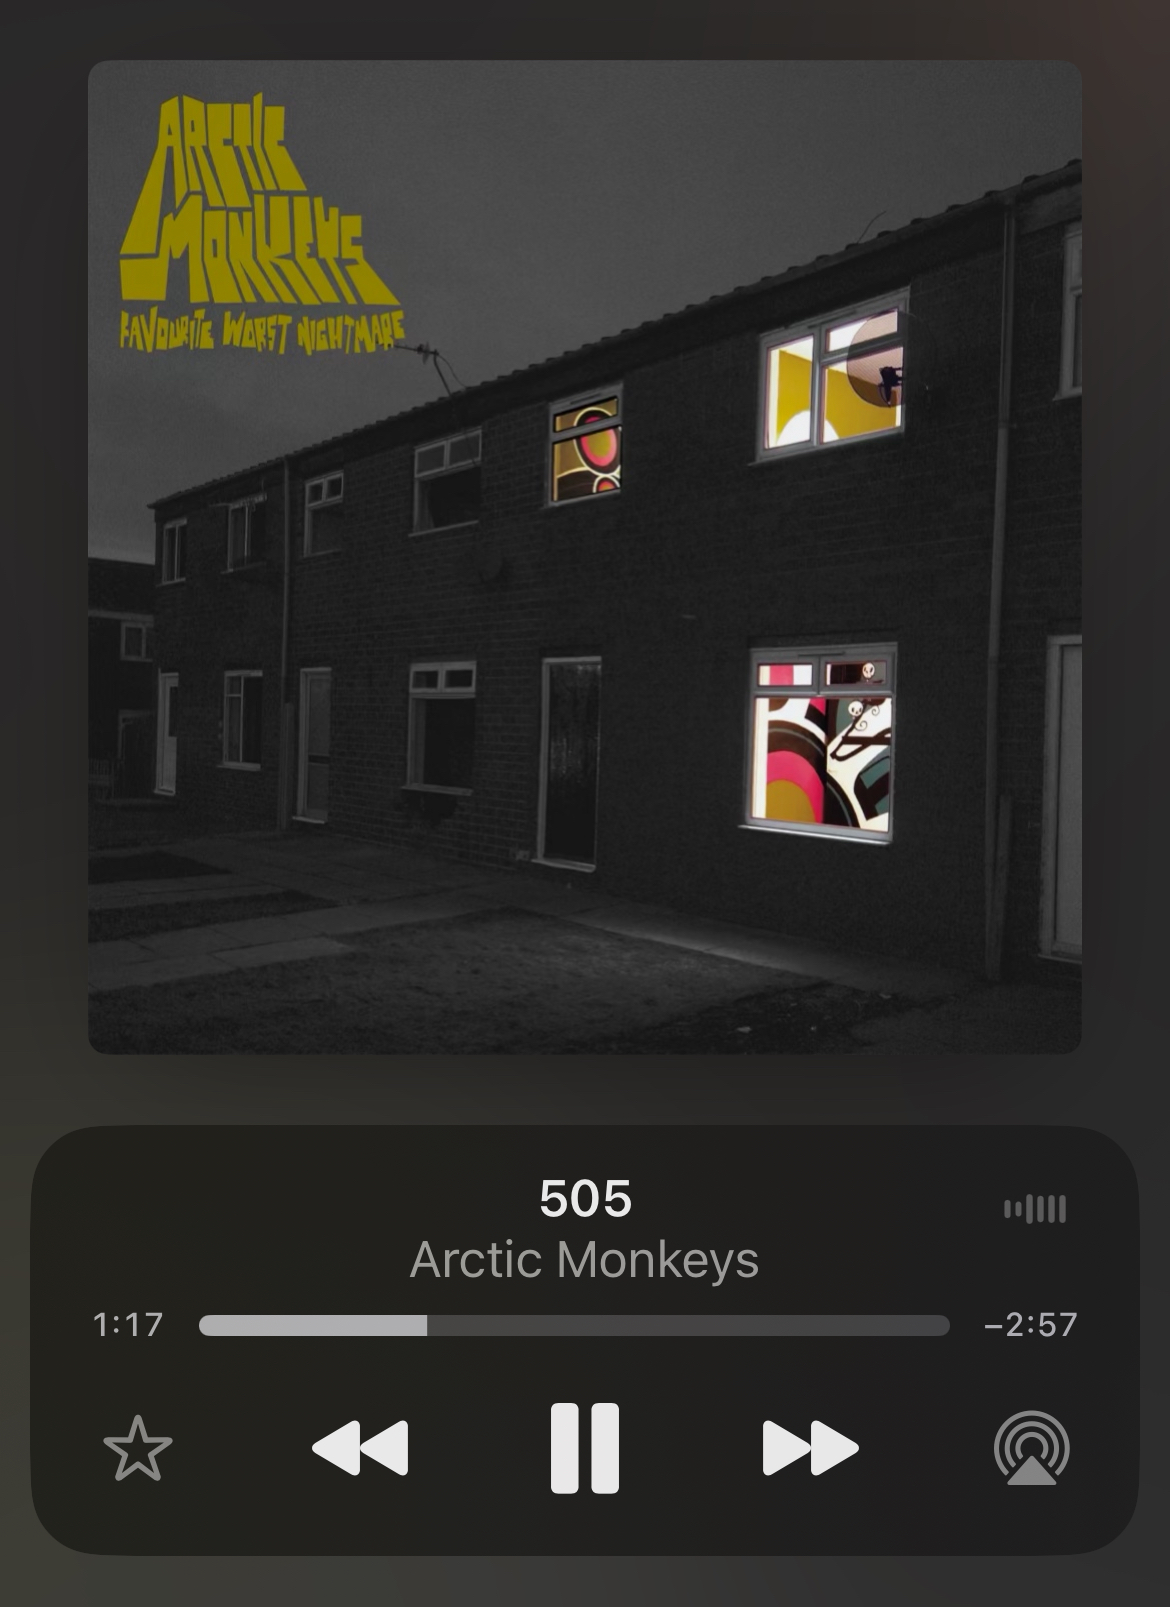 ARCTIC
MONKEYS
FAVOURITE WORST NIGHTMARE
505
Arctic Monkeys
1:17
–2:57